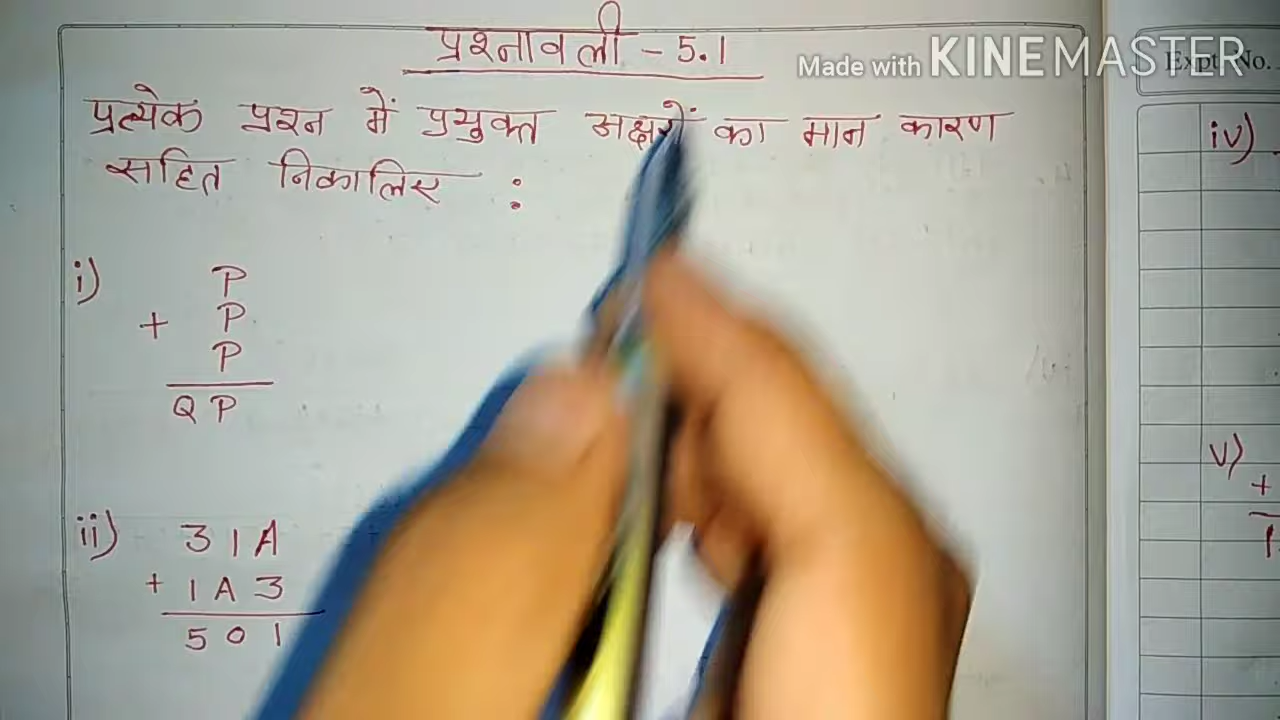 प्रश्नावली - 5.1
Made with KINEMASTER
Expt. No.
प्रत्येक प्रश्न में प्रयुक्त अक्षरों का मान कारण
सहित निकालिए :
i) P
+ P
P
Q P
ii) 3 1 A
+ 1 A 3
5 0 1
iv)
v)
+
1